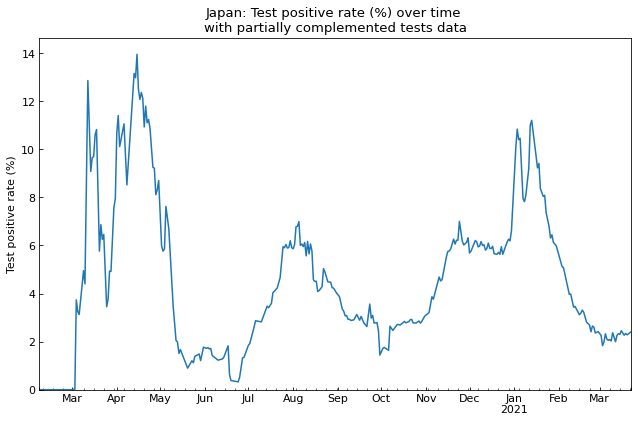 Japan: Test positive rate (%) over time
with partially complemented tests data
Test positive rate (%)
14
12
10
8
6
4
2
0
Mar Apr May Jun Jul Aug Sep Oct Nov Dec Jan Feb Mar
2021